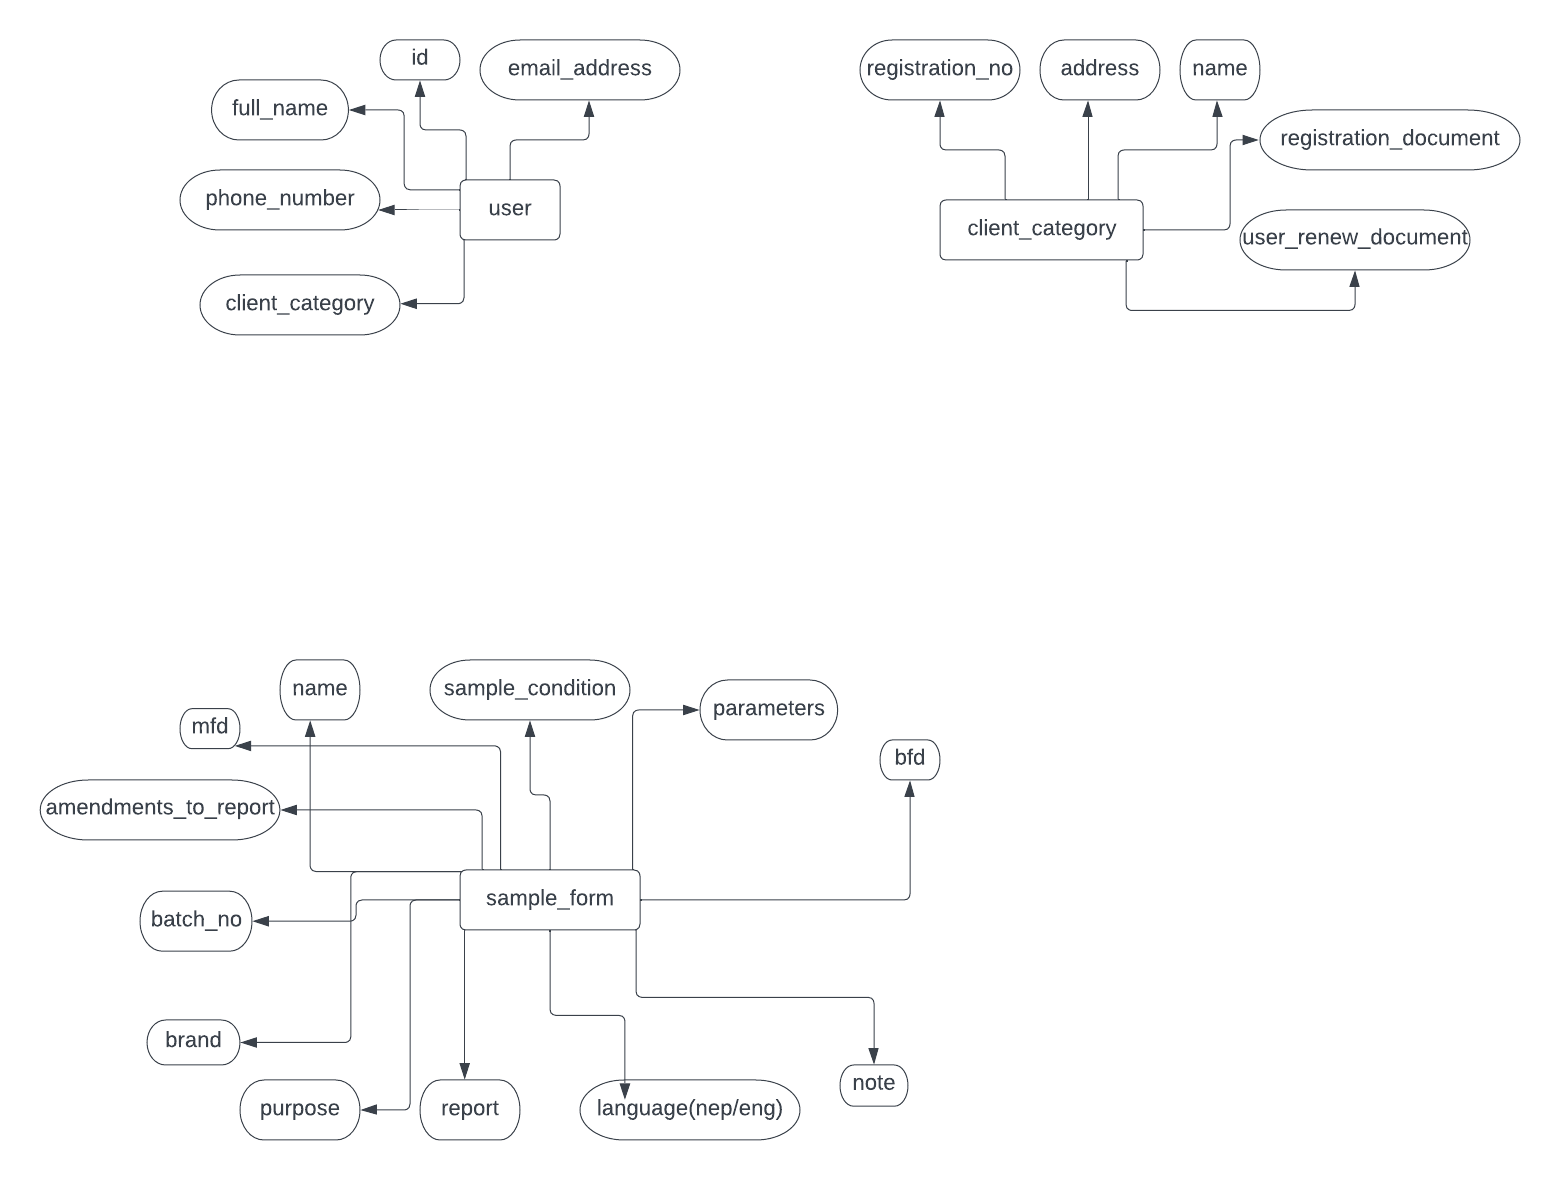 id
email_address
full_name
phone_number
user
client_category
registration_no
address
name
registration_document
client_category
user_renew_document
name
sample_condition
parameters
mfd
bfd
amendments_to_report
sample_form
batch_no
brand
purpose
report
language(nep/eng)
note